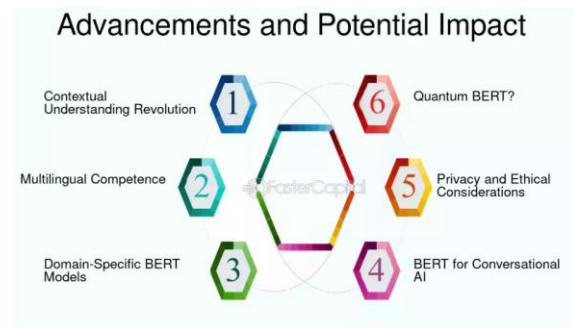 Advancements and Potential Impact
1
Contextual
Understanding Revolution
2
Multilingual Competence
3
Domain-Specific BERT
Models
4
BERT for Conversational
AI
5
Privacy and Ethical
Considerations
6
Quantum BERT?
FasterCapital